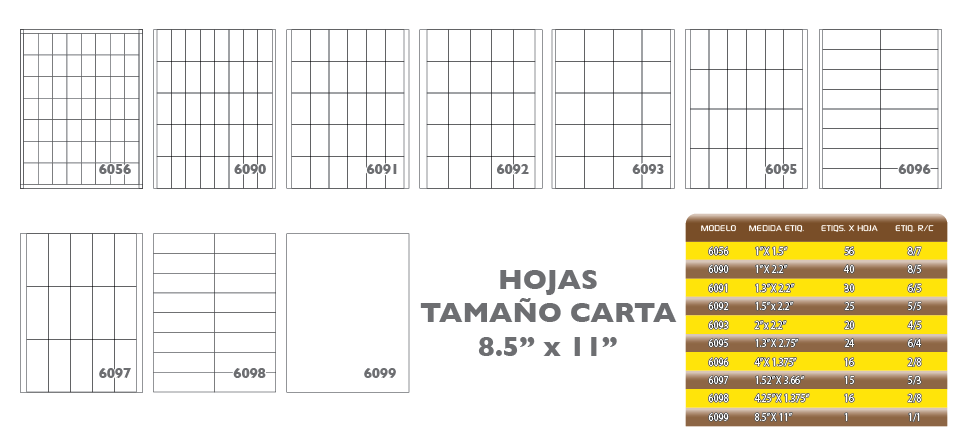 6056 6090 6091 6092 6093 6095 6096
6097 6098 6099
HOJAS
TAMAÑO CARTA
8.5” x 11”
MODELO MEDIDA ETIQ. ETIQS. X HOJA ETIQ. R/C
6056 1”X 1.5” 56 8/7
6090 1”X 2.2” 40 8/5
6091 1.3”X 2.2” 30 6/5
6092 1.5”x 2.2” 25 5/5
6093 2”x 2.2” 20 4/5
6095 1.3”X 2.75” 24 6/4
6096 4”X 1.375” 16 2/8
6097 1.52”X 3.66” 15 5/3
6098 4.25”X 1.375” 16 2/8
6099 8.5”X 11” 1 1/1